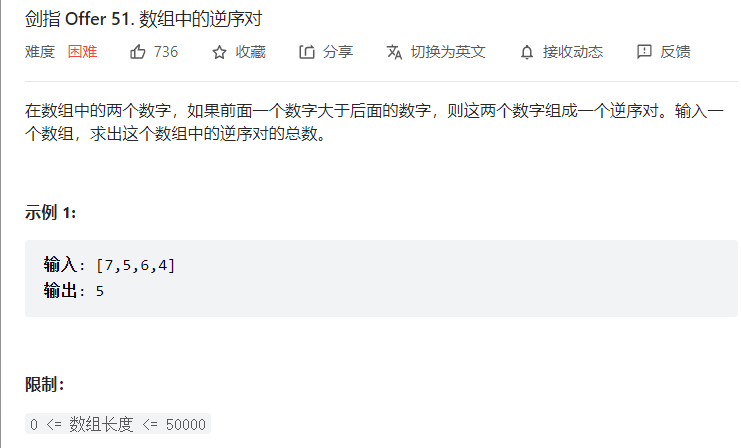 剑指 Offer 51. 数组中的逆序对
难度 困难 736 收藏 分享 切换为英文 接收动态 反馈
在数组中的两个数字，如果前面一个数字大于后面的数字，则这两个数字组成一个逆序对。输入一
个数组，求出这个数组中的逆序对的总数。
示例 1:
输入: [7,5,6,4]
输出: 5
限制：
0 <= 数组长度 <= 50000